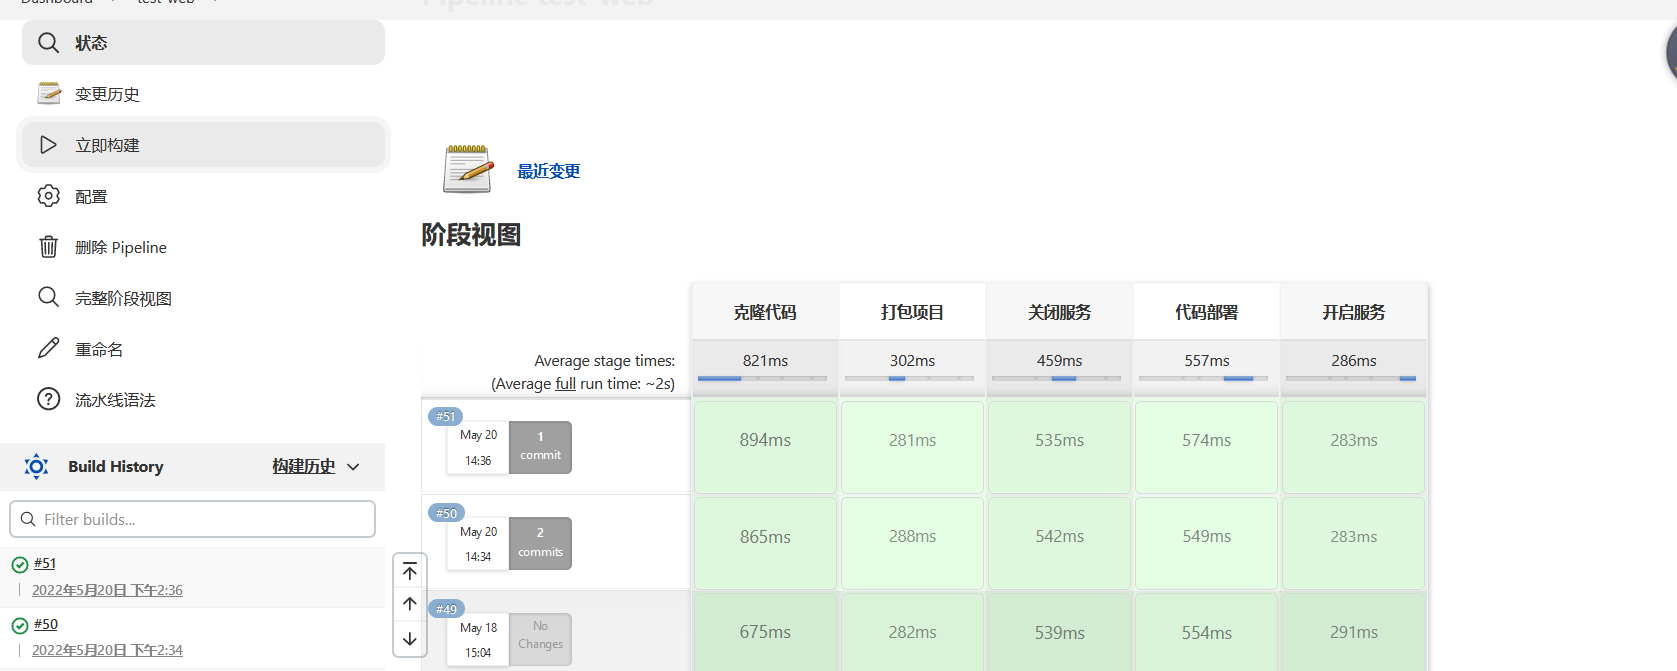 Dashboard
test-web
Pipeline test-web
状态
变更历史
立即构建
配置
删除 Pipeline
完整阶段视图
重命名
流水线语法
Build History
构建历史
Filter builds...
#51
2022年5月20日 下午2:36
#50
2022年5月20日 下午2:34
最近变更
阶段视图
克隆代码 打包项目 关闭服务 代码部署 开启服务
Average stage times: 821ms 302ms 459ms 557ms 286ms
(Average full run time: ~2s)
#51
May 20
14:36
1
commit
894ms 281ms 535ms 574ms 283ms
#50
May 20
14:34
2
commits
865ms 288ms 542ms 549ms 283ms
#49
May 18
15:04
No
Changes
675ms 282ms 539ms 554ms 291ms